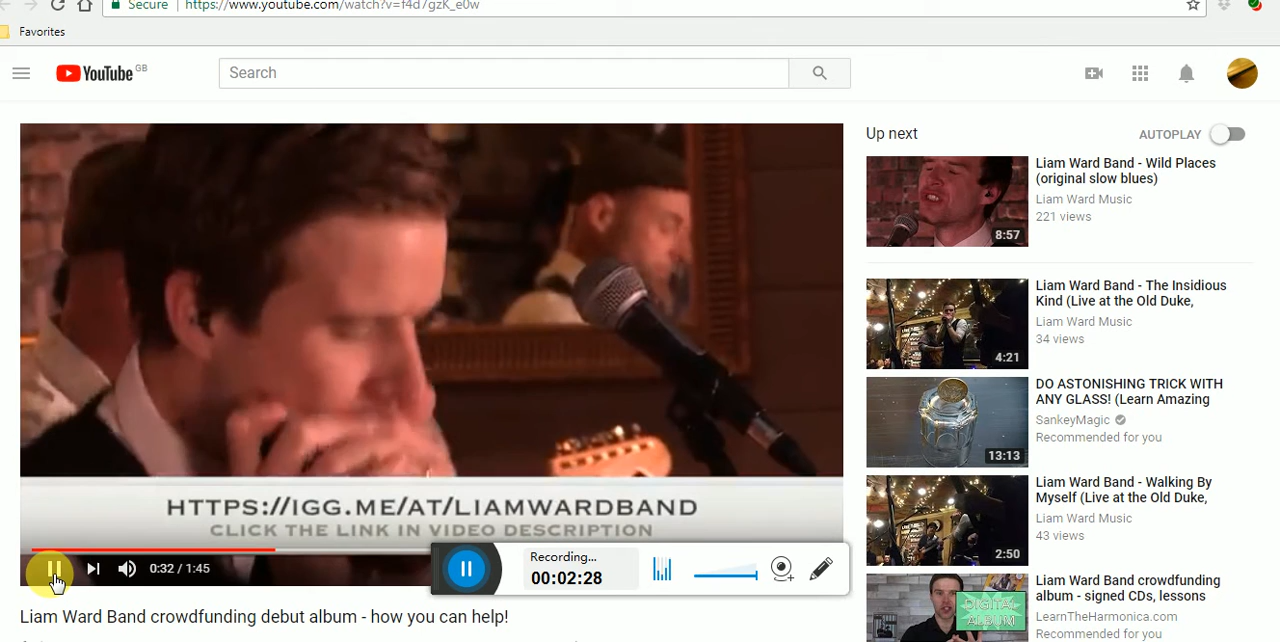 Secure
https://www.youtube.com/watch?v=f4d7gzK_e0w
Favorites
YouTube GB
Search
HTTPS://IGG.ME/AT/LIAMWARDBAND
CLICK THE LINK IN VIDEO DESCRIPTION
0:32 / 1:45
Recording...
00:02:28
Liam Ward Band crowdfunding debut album - how you can help!
Up next
AUTOPLAY
8:57
Liam Ward Band - Wild Places
(original slow blues)
Liam Ward Music
221 views
4:21
Liam Ward Band - The Insidious
Kind (Live at the Old Duke,
Liam Ward Music
34 views
13:13
DO ASTONISHING TRICK WITH
ANY GLASS! (Learn Amazing
SankeyMagic
Recommended for you
2:50
Liam Ward Band - Walking By
Myself (Live at the Old Duke,
Liam Ward Music
43 views
DIGITAL
ALBUM
Liam Ward Band crowdfunding
album - signed CDs, lessons
LearnTheHarmonica.com
Recommended for you